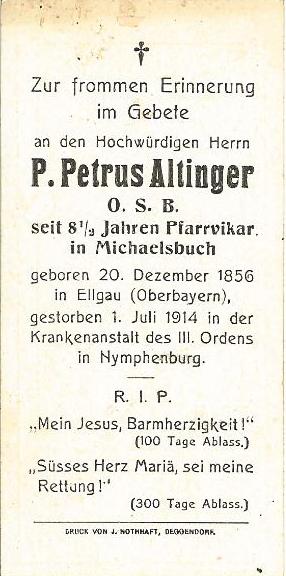 †
Zur frommen Erinnerung
im Gebete
an den Hochwürdigen Herrn
P. Petrus Altinger
O. S. B.
seit 8 1/2 Jahren Pfarrvikar
in Michaelsbuch
geboren 20. Dezember 1856
in Ellgau (Oberbayern),
gestorben 1. Juli 1914 in der
Krankenanstalt des III. Ordens
in Nymphenburg.
R. I. P.
„Mein Jesus, Barmherzigkeit!“
(100 Tage Ablass.)
„Süsses Herz Mariä, sei meine
Rettung!“
(300 Tage Ablass.)
DRUCK VON J. NOTHHAFT, DEGGENDORF.